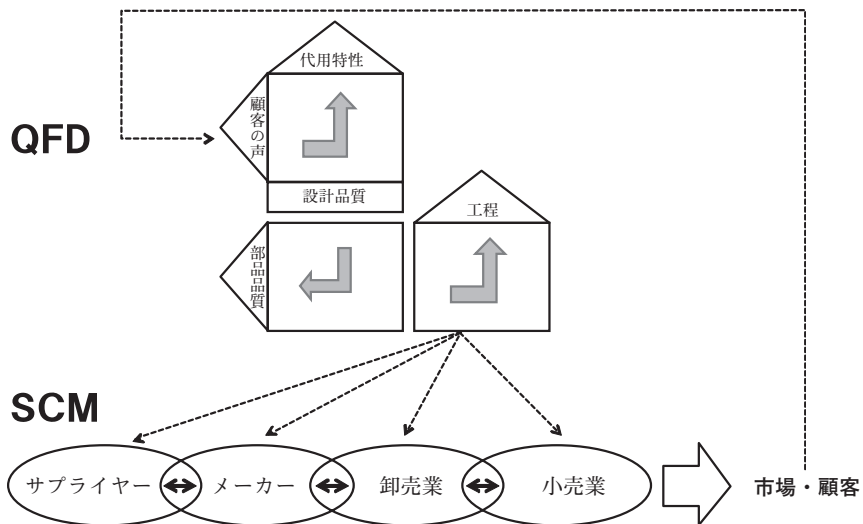 代用特性
顧客の声
QFD
設計品質
工程
部品品質
SCM
サプライヤー
メーカー
卸売業
小売業
市場・顧客